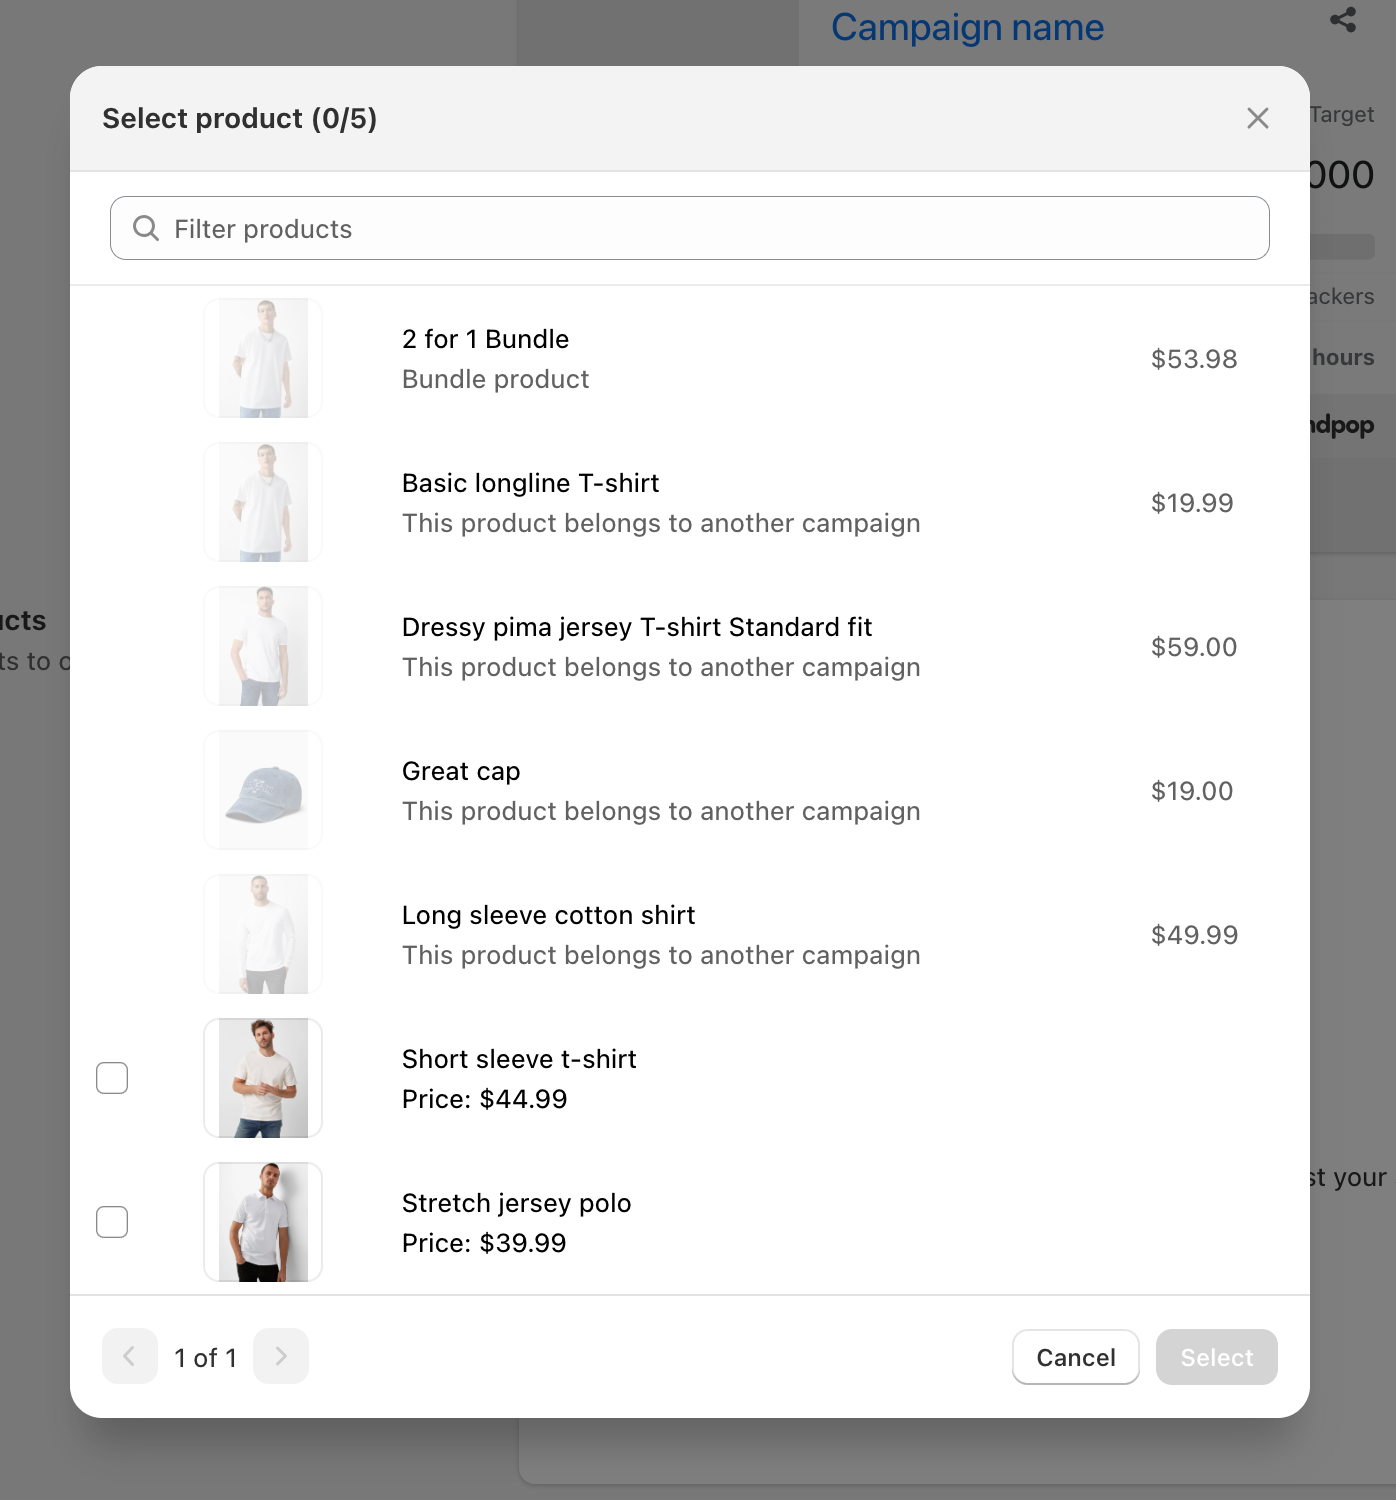 Campaign name
Select product (0/5)
Target
000
Filter products
ackers
hours
ndpop
2 for 1 Bundle
Bundle product
$53.98
Basic longline T-shirt
This product belongs to another campaign
$19.99
ucts
ts to c
Dressy pima jersey T-shirt Standard fit
This product belongs to another campaign
$59.00
Great cap
This product belongs to another campaign
$19.00
Long sleeve cotton shirt
This product belongs to another campaign
$49.99
Short sleeve t-shirt
Price: $44.99
st your
Stretch jersey polo
Price: $39.99
1 of 1
Cancel
Select